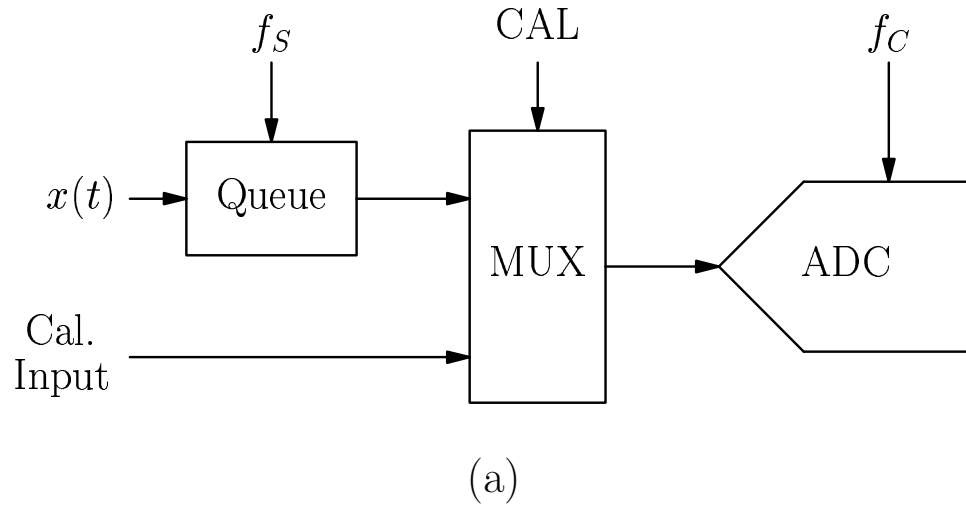 f_S
CAL
f_C
x(t)
Queue
MUX
ADC
Cal.
Input
(a)